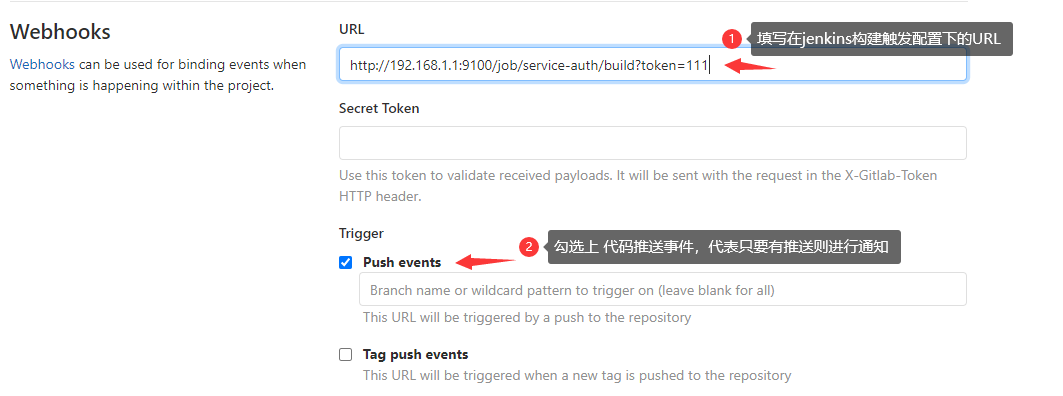 Webhooks
Webhooks can be used for binding events when
something is happening within the project.
URL
1 填写在jenkins构建触发配置下的URL
http://192.168.1.1:9100/job/service-auth/build?token=111
Secret Token
Use this token to validate received payloads. It will be sent with the request in the X-Gitlab-Token
HTTP header.
Trigger
2 勾选上 代码推送事件，代表只要有推送则进行通知
Push events
Branch name or wildcard pattern to trigger on (leave blank for all)
This URL will be triggered by a push to the repository
Tag push events
This URL will be triggered when a new tag is pushed to the repository